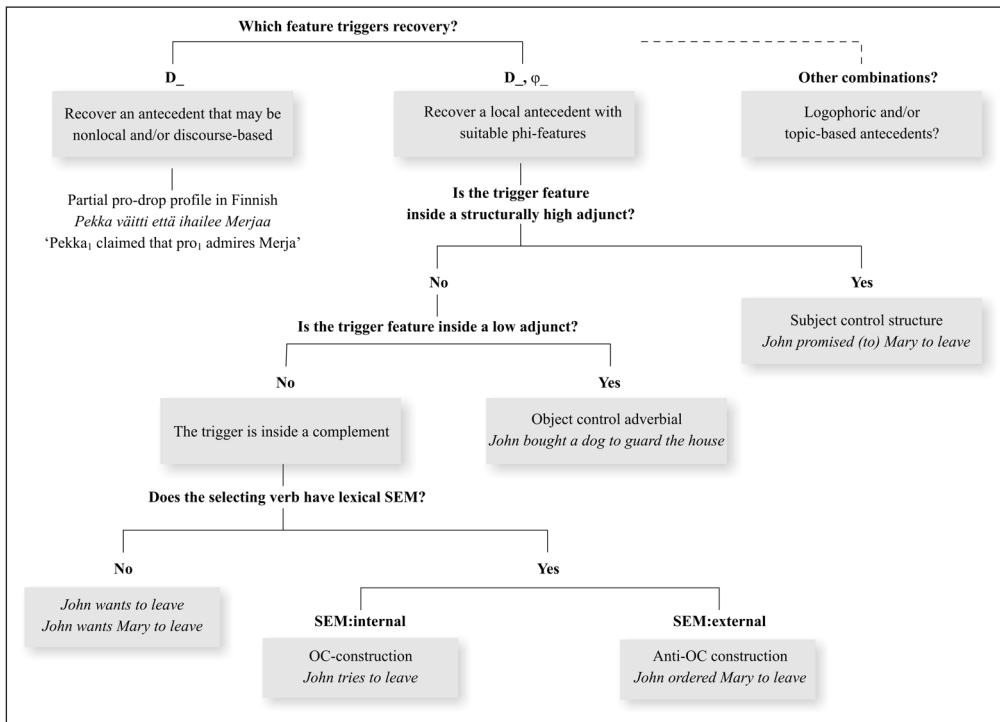 Which feature triggers recovery?
D_
D_, φ_
Other combinations?
Recover an antecedent that may be
nonlocal and/or discourse-based
Recover a local antecedent with
suitable phi-features
Logophoric and/or
topic-based antecedents?
Partial pro-drop profile in Finnish
Pekka väitti että ihailee Merjaa
‘Pekka₁ claimed that pro₁ admires Merja’
Is the trigger feature
inside a structurally high adjunct?
No
Yes
Is the trigger feature inside a low adjunct?
Subject control structure
John promised (to) Mary to leave
No
Yes
The trigger is inside a complement
Object control adverbial
John bought a dog to guard the house
Does the selecting verb have lexical SEM?
No
Yes
John wants to leave
John wants Mary to leave
SEM:internal
SEM:external
OC-construction
John tries to leave
Anti-OC construction
John ordered Mary to leave